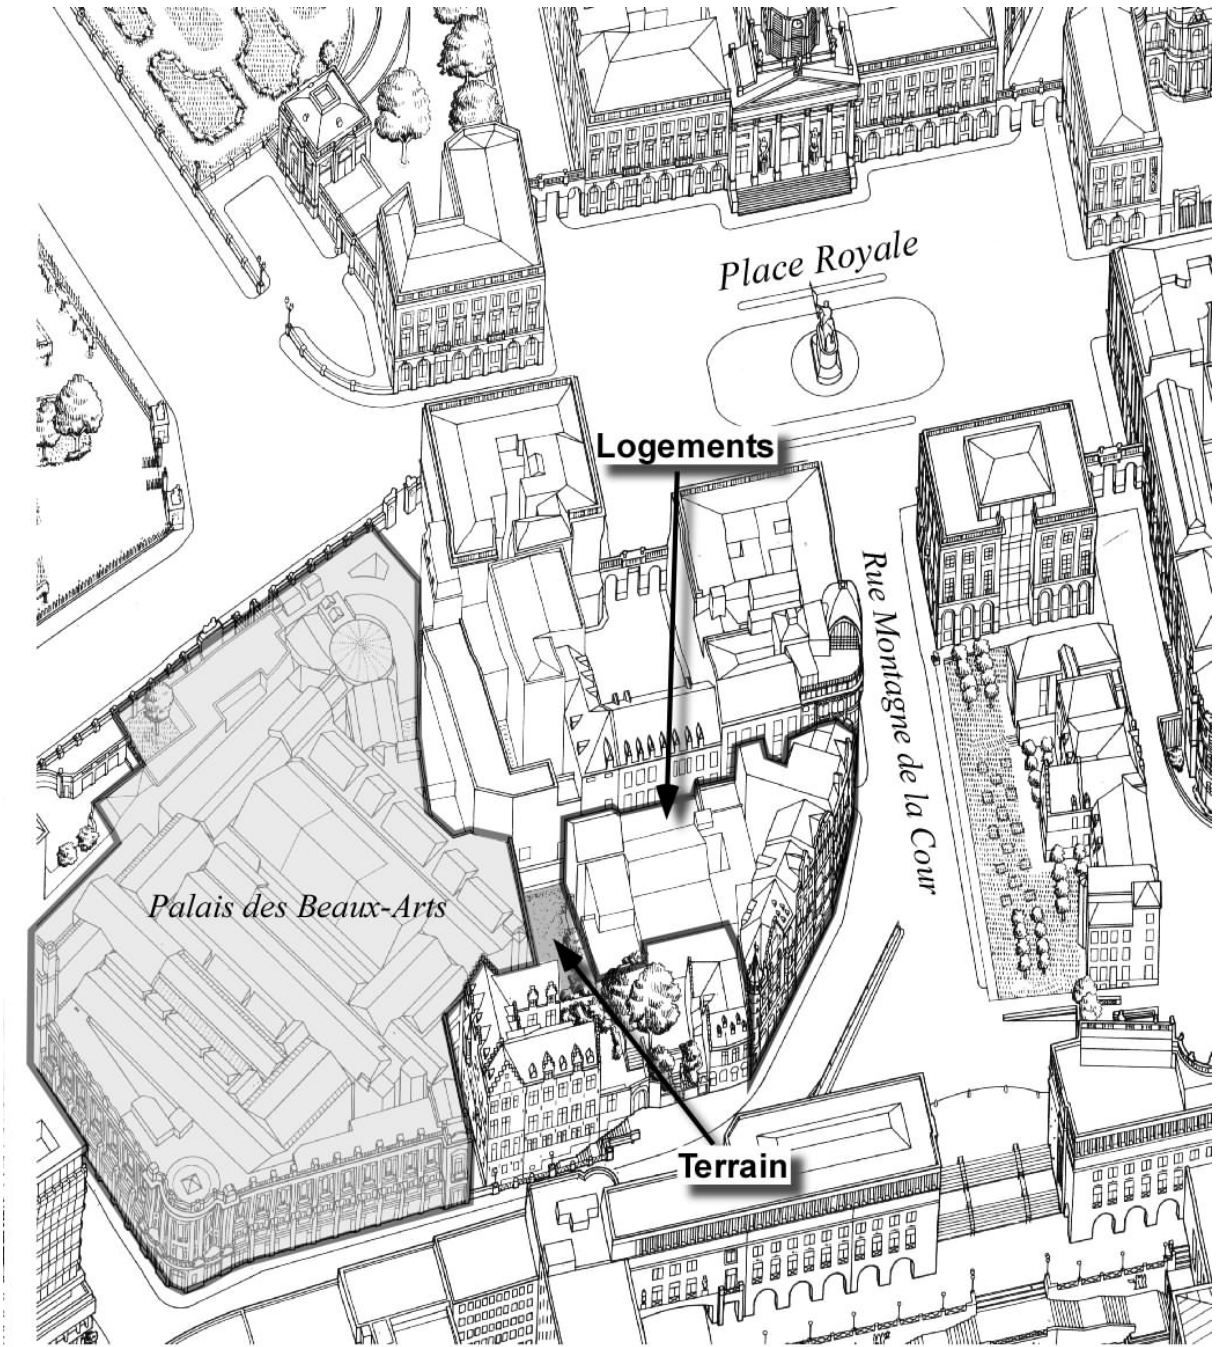 Place Royale
Logements
Rue Montagne de la Cour
Palais des Beaux-Arts
Terrain